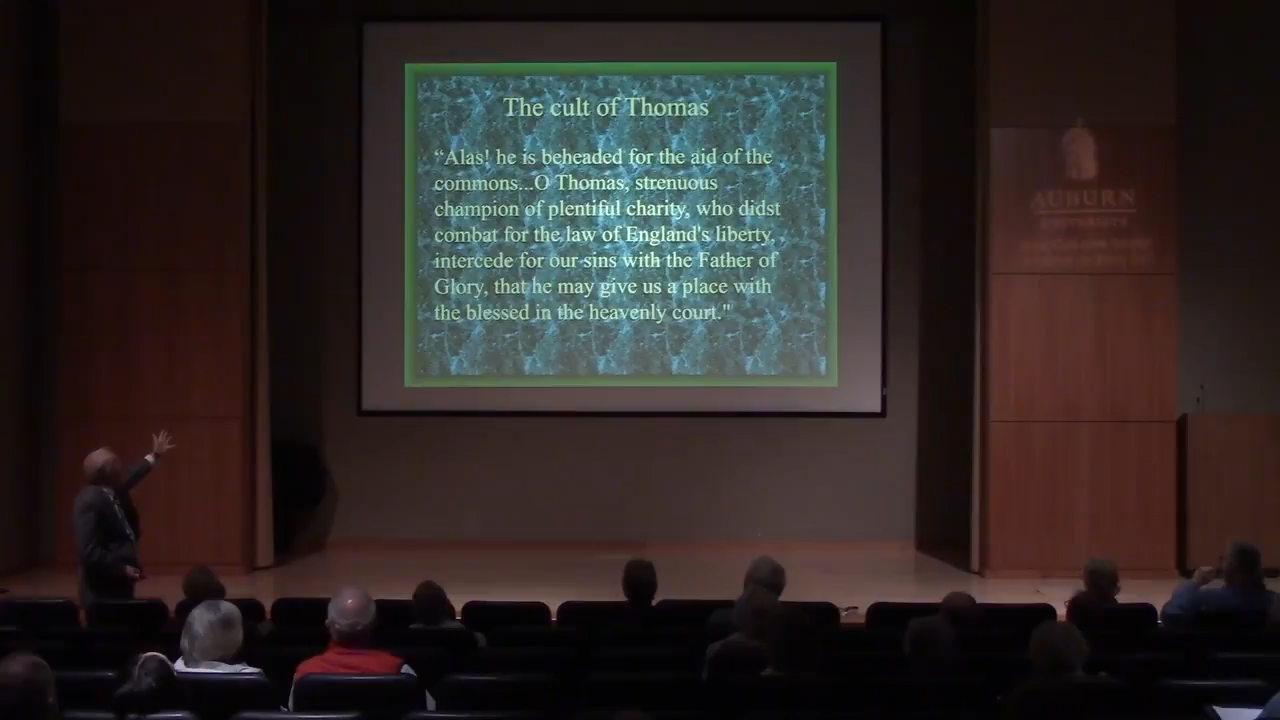 The cult of Thomas
“Alas! he is beheaded for the aid of the
commons...O Thomas, strenuous
champion of plentiful charity, who didst
combat for the law of England's liberty,
intercede for our sins with the Father of
Glory, that he may give us a place with
the blessed in the heavenly court."
AUBURN
UNIVERSITY